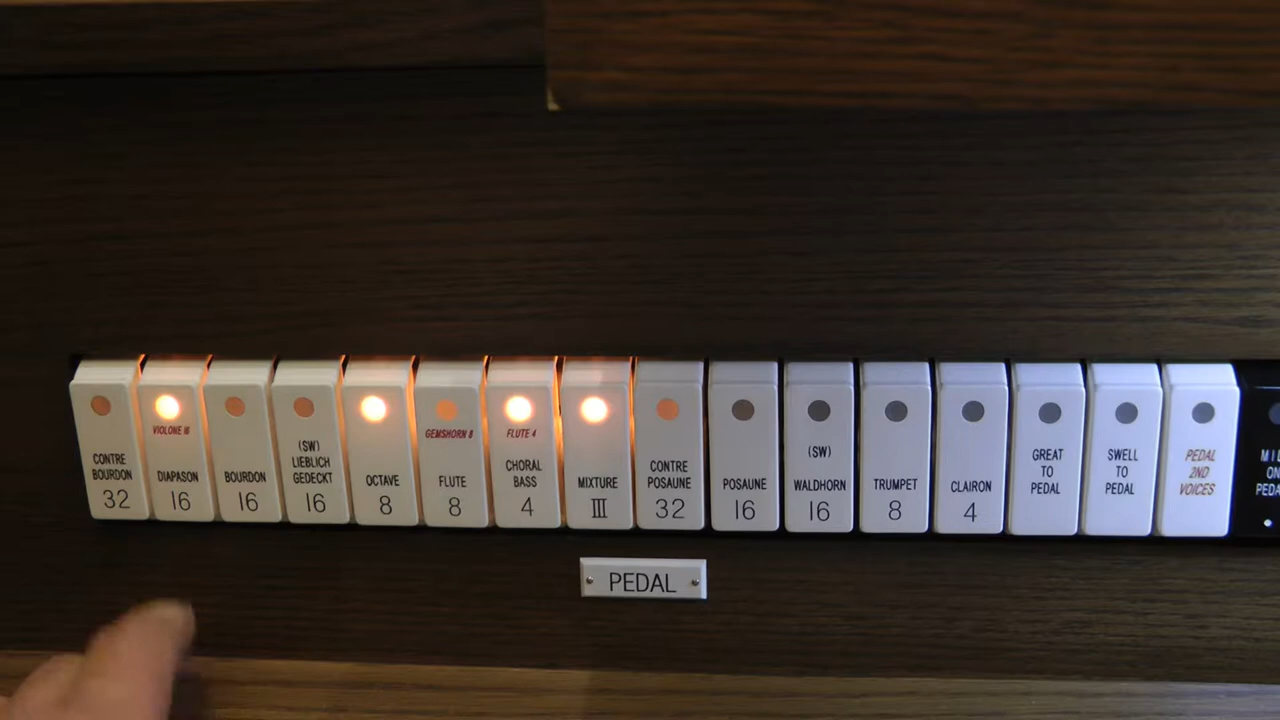 CONTRE
BOURDON
32
VIOLONE 16
DIAPASON
16
BOURDON
16
(SW)
LIEBLICH
GEDECKT
16
OCTAVE
8
GEMSHORN 8
FLUTE
8
FLUTE 4
CHORAL
BASS
4
MIXTURE
III
CONTRE
POSAUNE
32
POSAUNE
16
(SW)
WALDHORN
16
TRUMPET
8
CLAIRON
4
GREAT
TO
PEDAL
SWELL
TO
PEDAL
PEDAL
2ND
VOICES
PEDAL